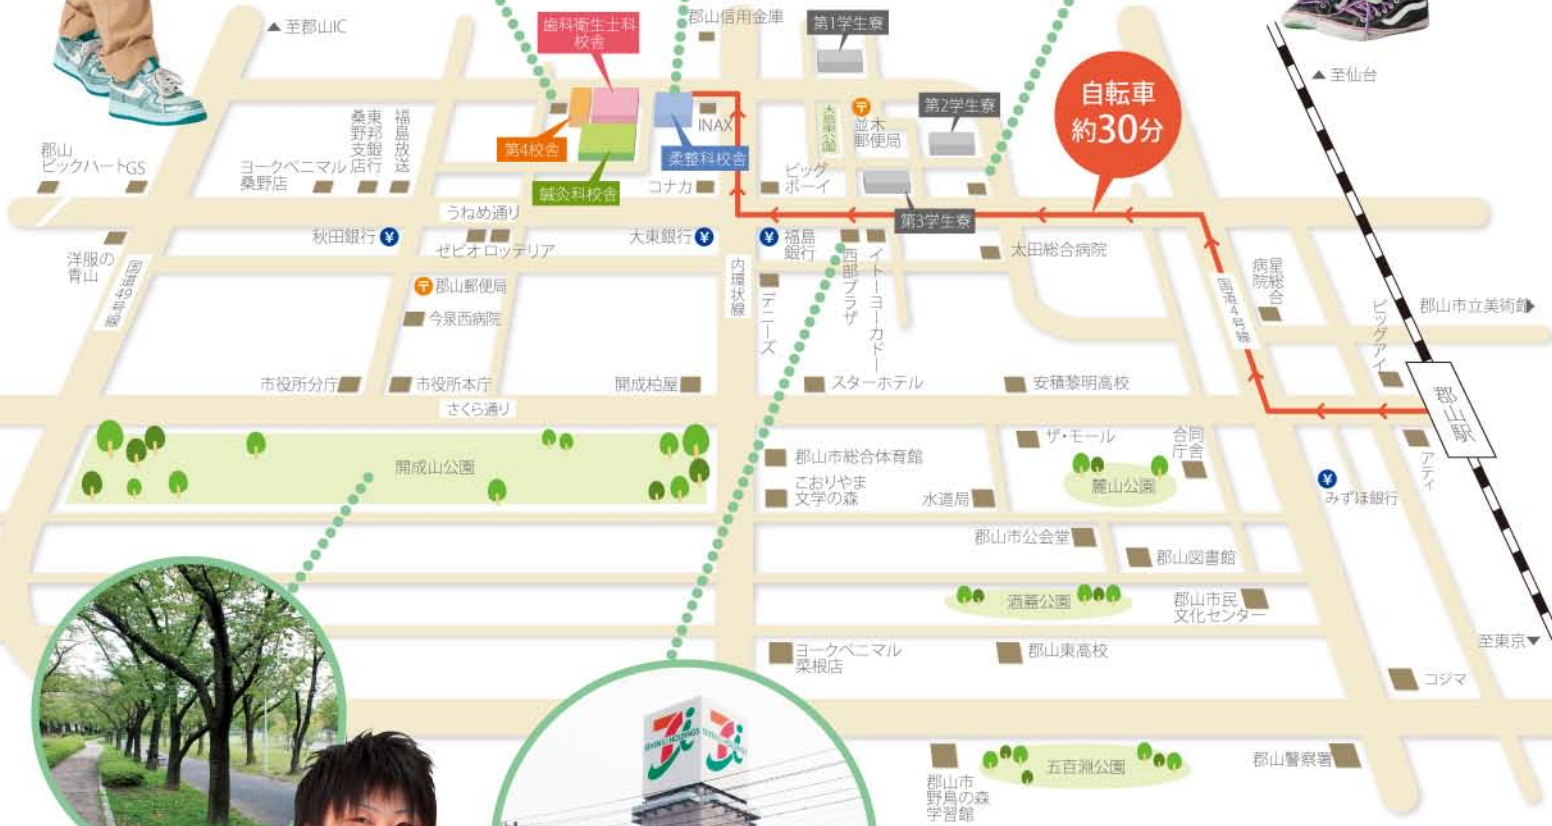 ▲至郡山IC
歯科衛生士科
校舎
郡山信用金庫
第1学生寮
▲至仙台
自転車
約30分
第2学生寮
大島東公園
〒
並木
郵便局
INAX
柔整科校舎
第4校舎
鍼灸科校舎
福島放送
東邦銀行
桑野支店
郡山
ビックハートGS
ヨークベニマル
桑野店
コナカ
ビッグ
ボーイ
第3学生寮
うねめ通り
秋田銀行 ¥
ゼビオ
ロッテリア
大東銀行 ¥
¥ 福島
銀行
西部プラザ
イトーヨーカドー
太田総合病院
洋服の
青山
国道49号線
〒郡山郵便局
今泉西病院
内環状線
デニーズ
国道4号線
星総合
病院
ビッグアイ
郡山市立美術館▶
市役所分庁
市役所本庁
開成柏屋
スターホテル
安積黎明高校
さくら通り
郡山駅
開成山公園
郡山市総合体育館
こおりやま
文学の森
水道局
ザ・モール
合同
庁舎
麓山公園
アティ
¥
みずほ銀行
郡山市公会堂
郡山図書館
酒蓋公園
郡山市民
文化センター
ヨークベニマル
菜根店
郡山東高校
至東京▼
コジマ
郡山市
野鳥の森
学習館
五百淵公園
郡山警察署
SEVEN & i HOLDINGS